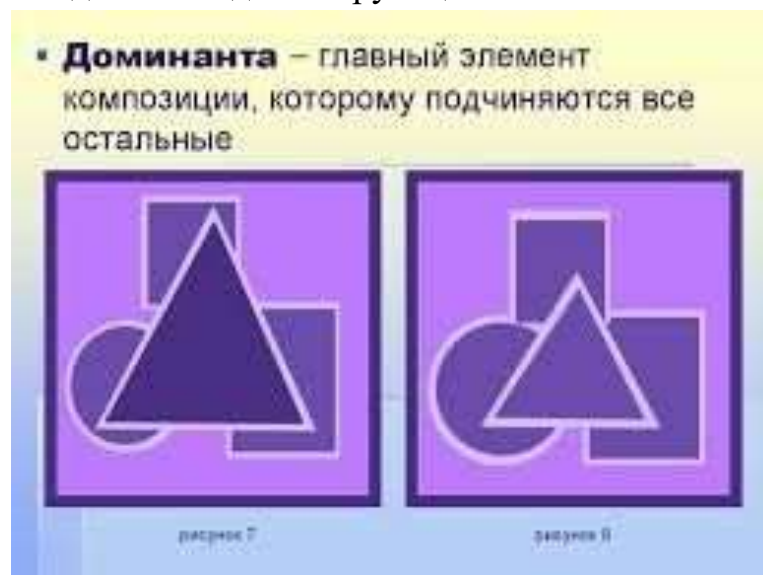 ▪ Доминанта – главный элемент
композиции, которому подчиняются все
остальные
рисунок 7
рисунок 8